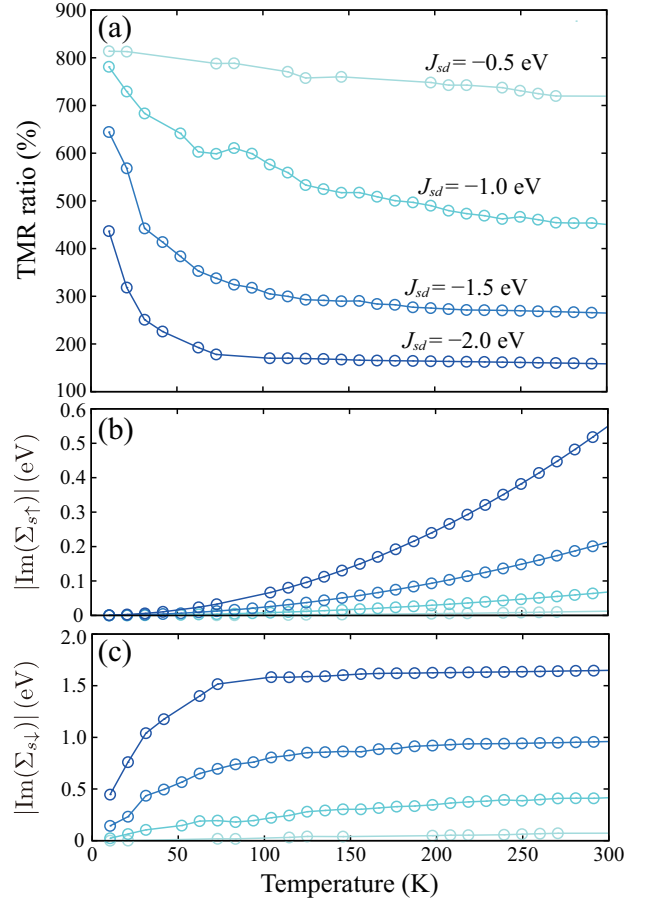 (a)
900
800
700
600
500
400
300
200
100
TMR ratio (%)
J_sd = −0.5 eV
J_sd = −1.0 eV
J_sd = −1.5 eV
J_sd = −2.0 eV
(b)
0.6
0.5
0.4
0.3
0.2
0.1
0
|Im(Σ_s↑)| (eV)
(c)
2.0
1.5
1.0
0.5
0
|Im(Σ_s↓)| (eV)
0 50 100 150 200 250 300
Temperature (K)